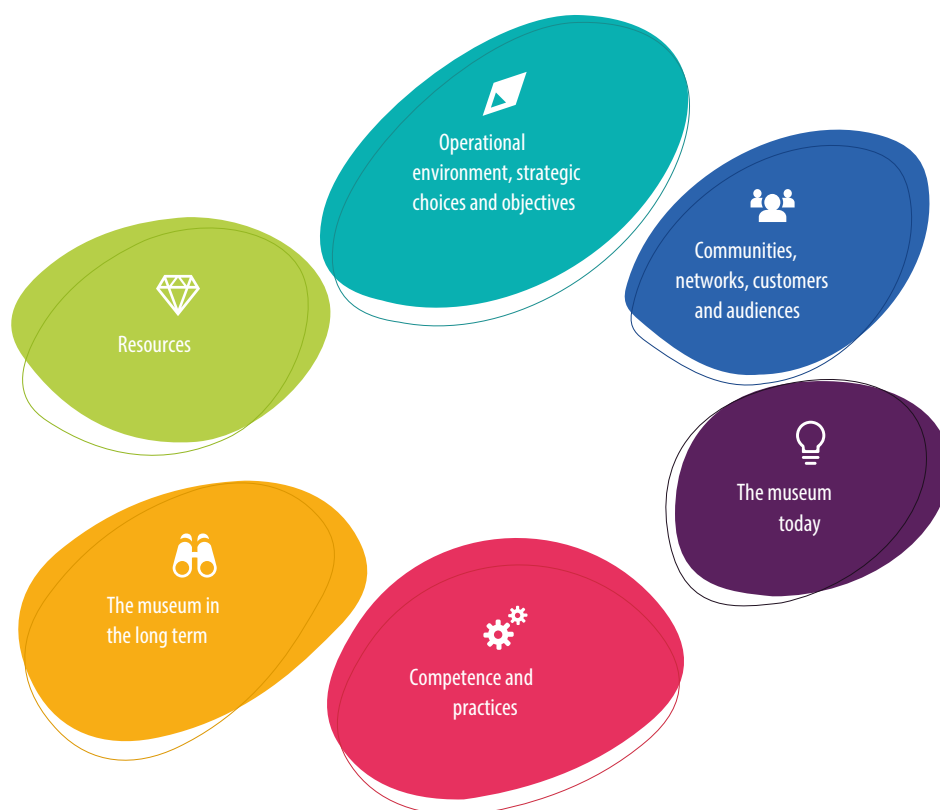 Operational
environment, strategic
choices and objectives
Communities,
networks, customers
and audiences
Resources
The museum
today
The museum in
the long term
Competence and
practices